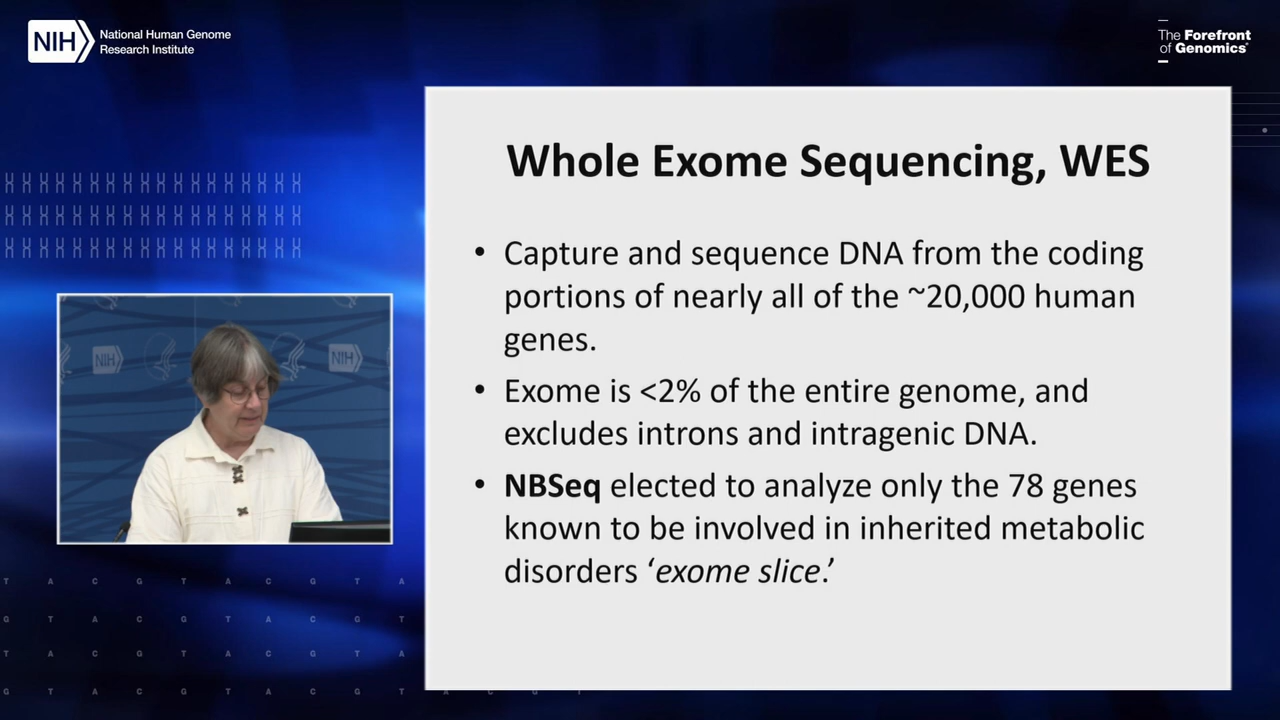 NIH
National Human Genome
Research Institute
The Forefront
of Genomics®
Whole Exome Sequencing, WES
• Capture and sequence DNA from the coding
portions of nearly all of the ~20,000 human
genes.
• Exome is <2% of the entire genome, and
excludes introns and intragenic DNA.
• NBSeq elected to analyze only the 78 genes
known to be involved in inherited metabolic
disorders ‘exome slice.’
NIH
NIH
T A C G T A C G T A
G T A C G T A C G T
T A C G T A C G T A
G T A C G T A C G T A C G T